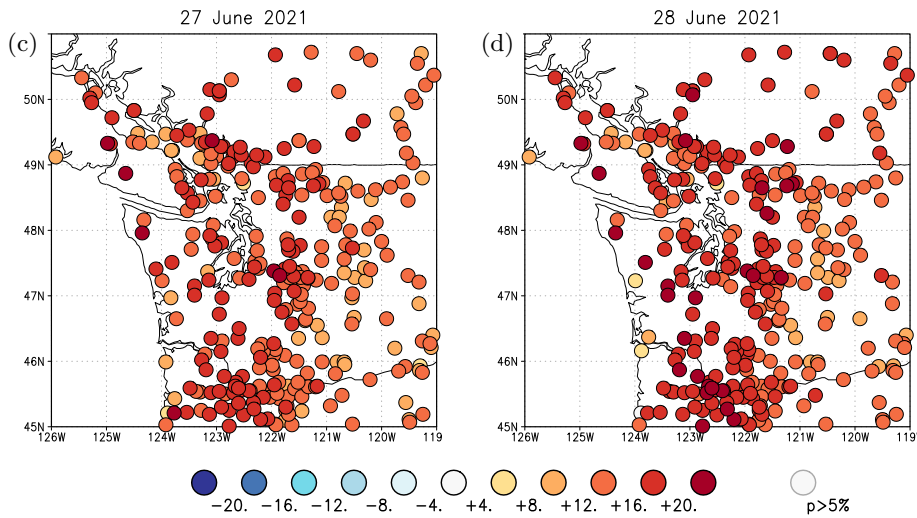 27 June 2021
28 June 2021
(c)
(d)
50N
49N
48N
47N
46N
45N
126W
125W
124W
123W
122W
121W
120W
119
50N
49N
48N
47N
46N
45N
126W
125W
124W
123W
122W
121W
120W
119
-20. -16. -12. -8. -4. +4. +8. +12. +16. +20. p>5%